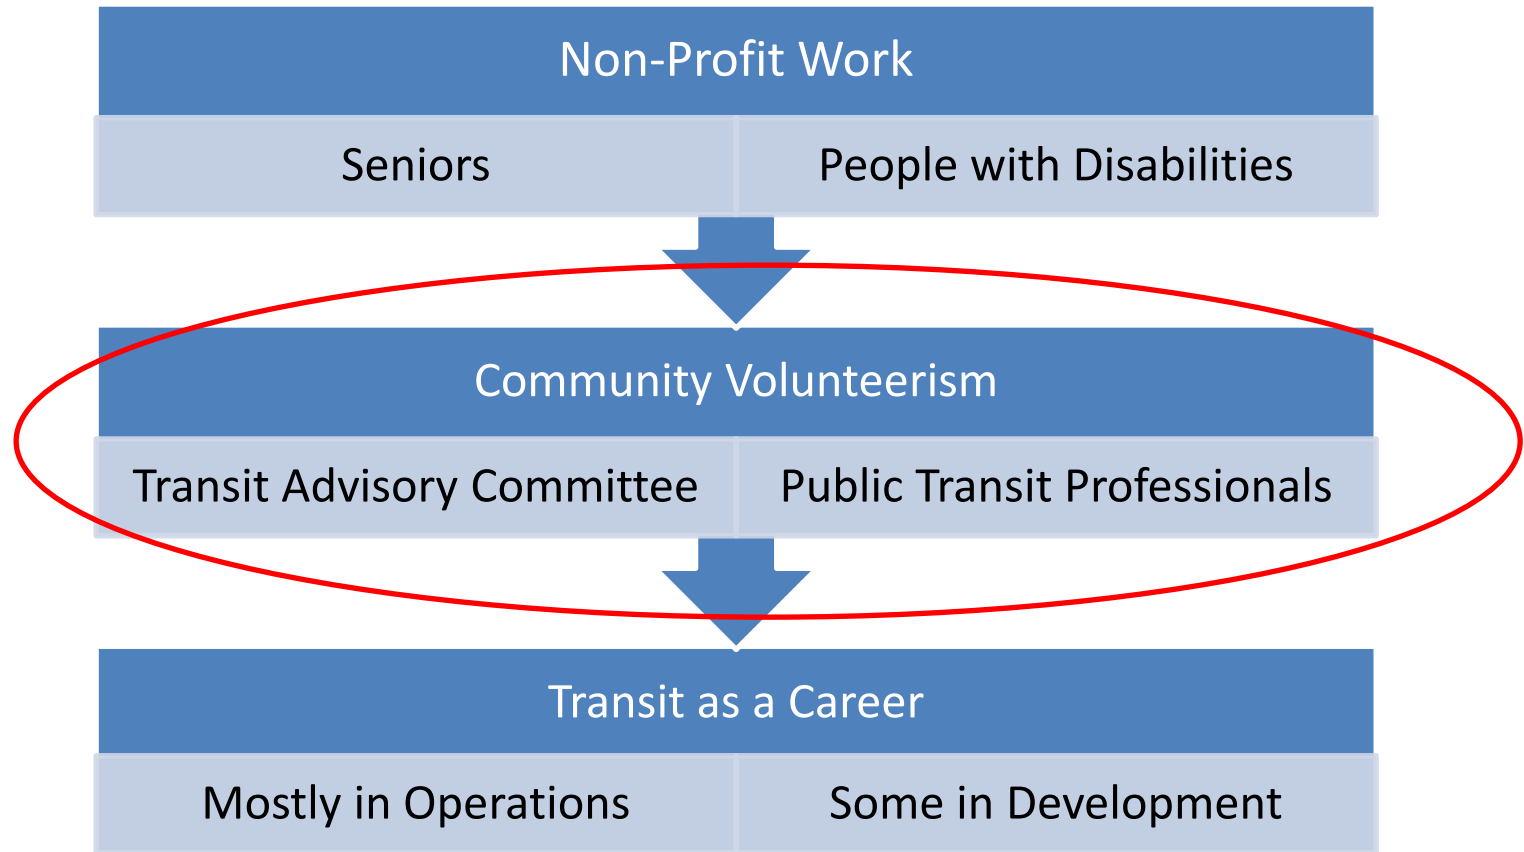 Non-Profit Work
Seniors
People with Disabilities
Community Volunteerism
Transit Advisory Committee
Public Transit Professionals
Transit as a Career
Mostly in Operations
Some in Development